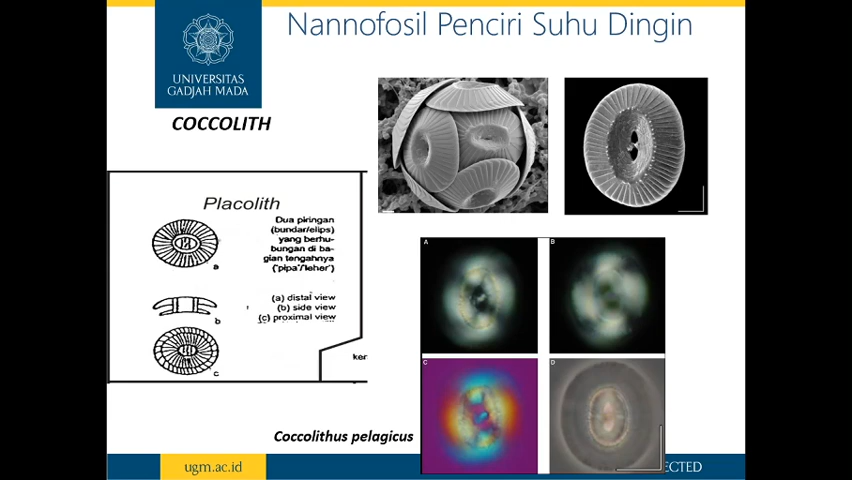 Nannofosil Penciri Suhu Dingin
UNIVERSITAS
GADJAH MADA
COCCOLITH
Placolith
Dua piringan
(bundar/elips)
yang berhu-
bungan di ba-
gian tengahnya
('pipa'/leher')
a
(a) distal view
(b) side view
(c) proximal view
b
c
ker
A
B
C
D
Coccolithus pelagicus
ugm.ac.id
ECTED